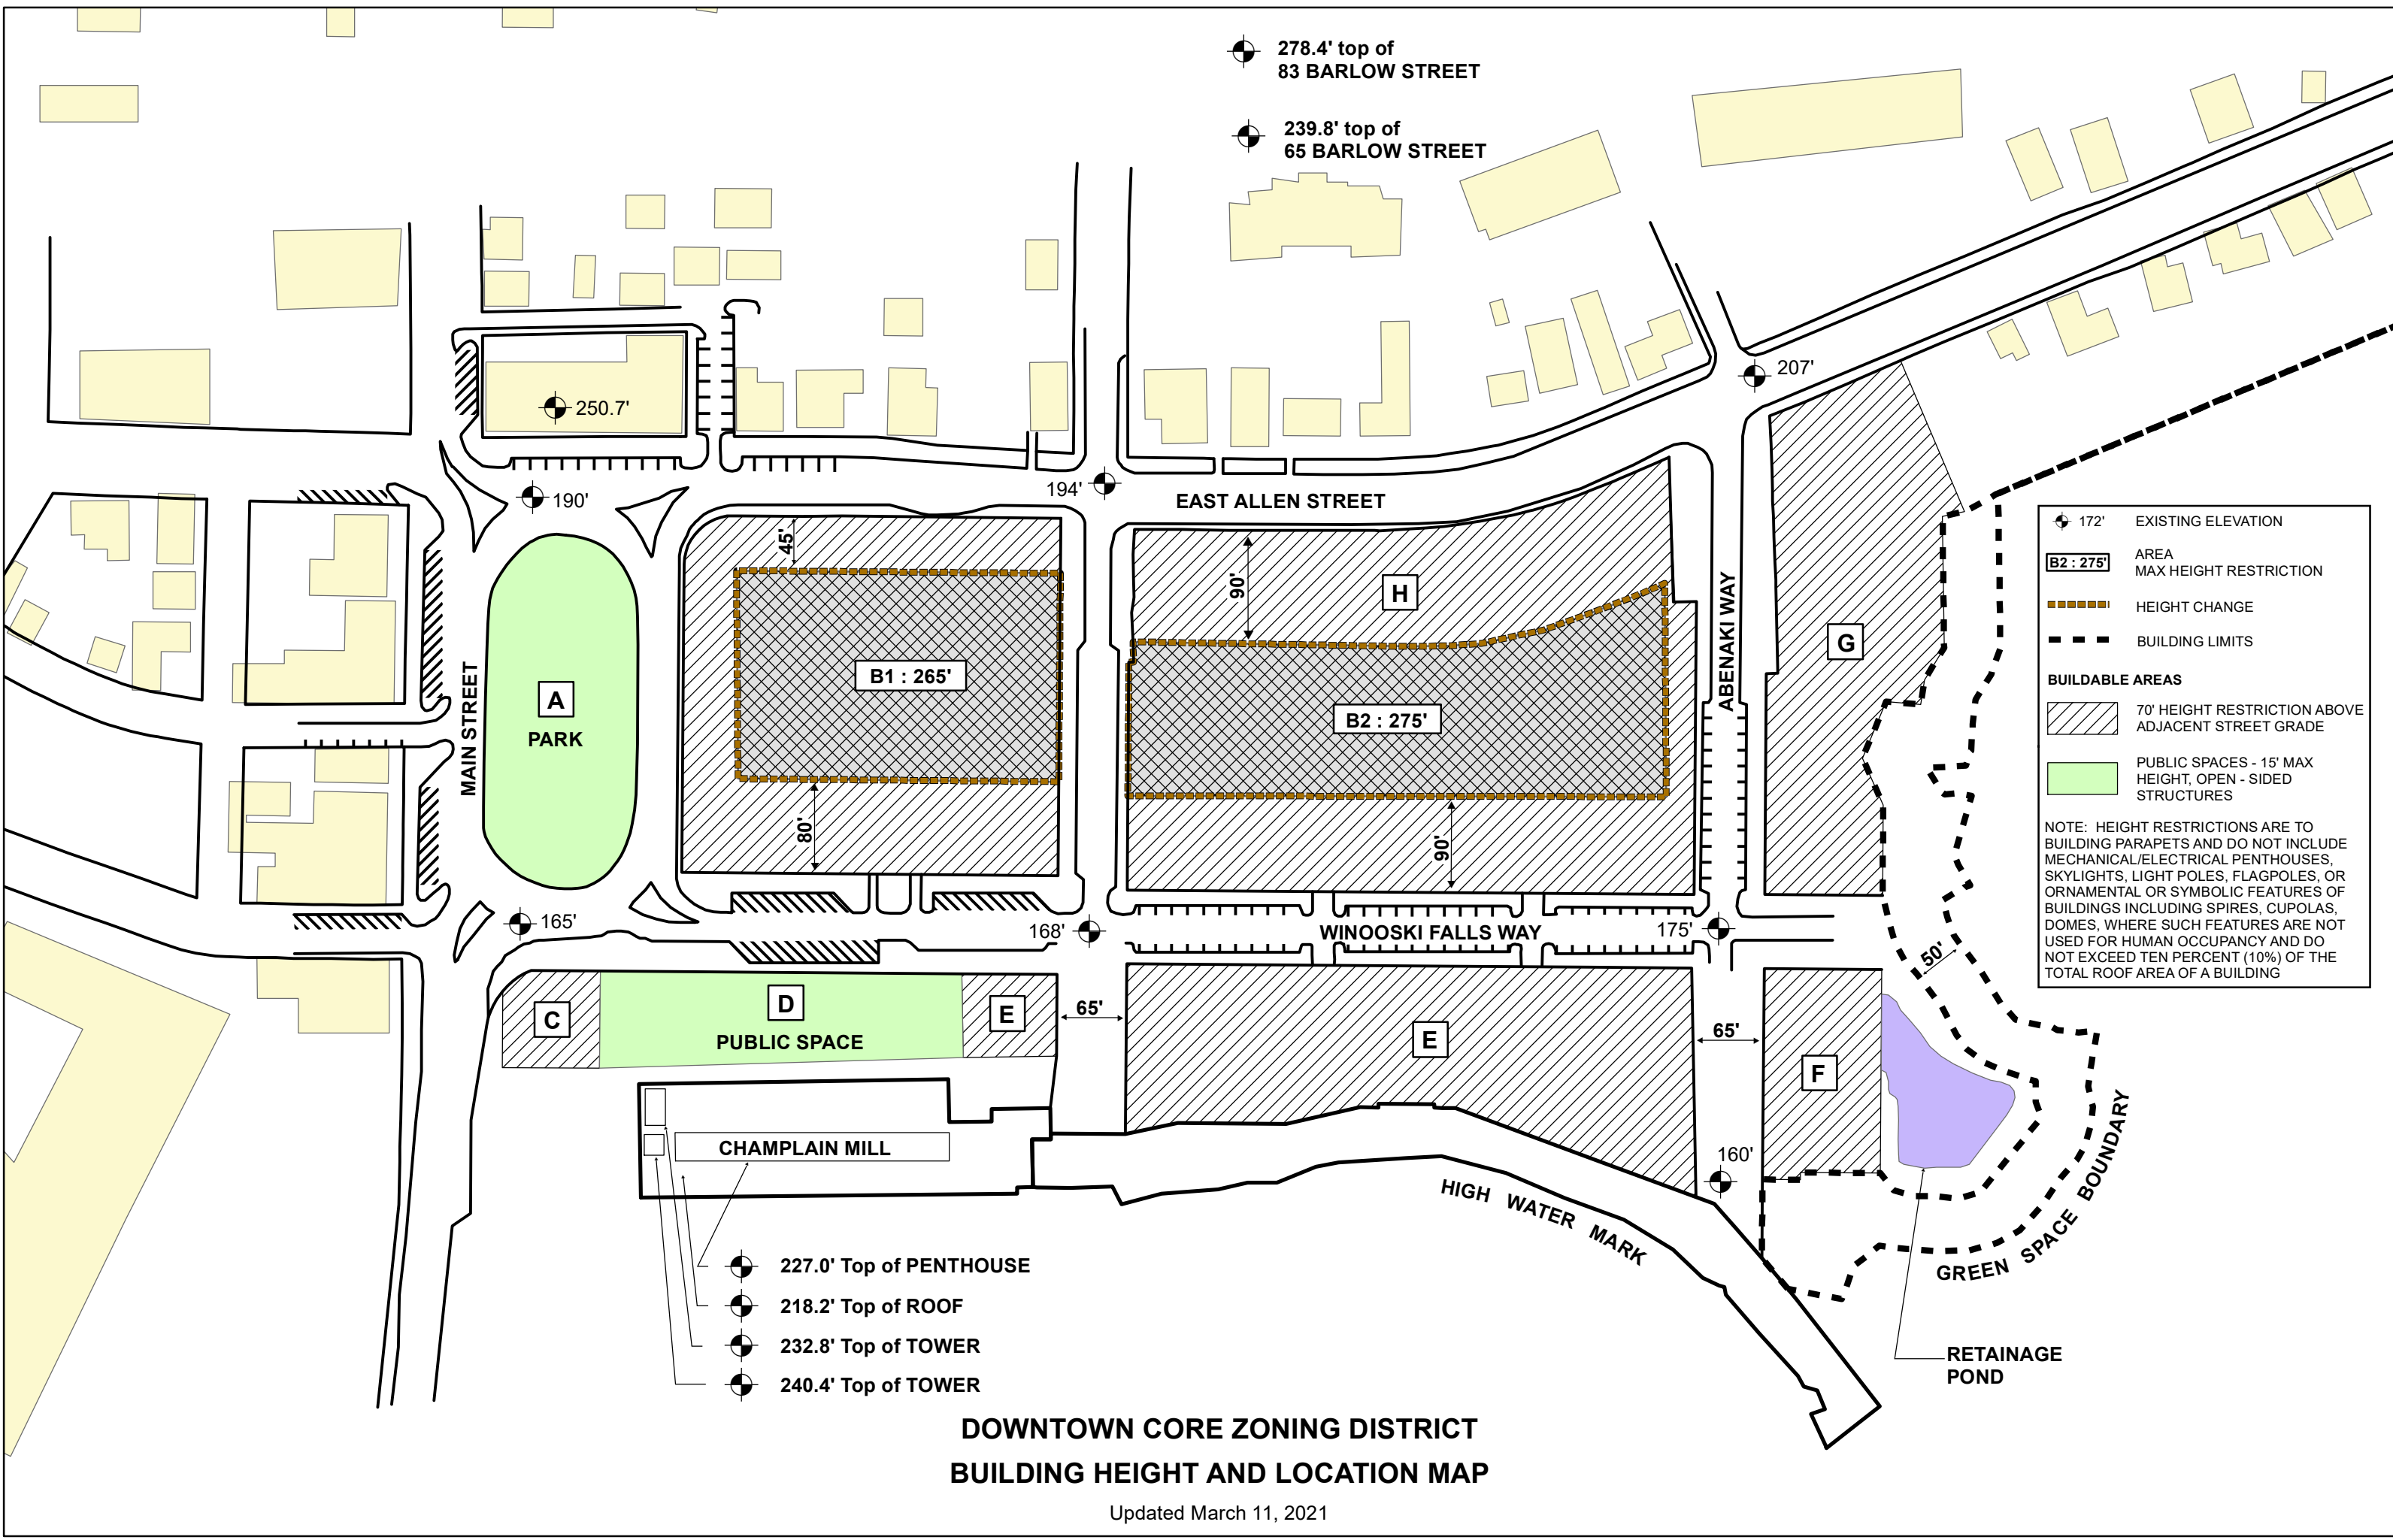 278.4' top of
83 BARLOW STREET
239.8' top of
65 BARLOW STREET
207'
250.7'
190'
194'
EAST ALLEN STREET
45'
90'
H
B1 : 265'
B2 : 275'
A
PARK
MAIN STREET
ABENAKI WAY
G
80'
90'
165'
168'
WINOOSKI FALLS WAY
175'
50'
C
D
PUBLIC SPACE
E
65'
E
65'
F
CHAMPLAIN MILL
160'
HIGH WATER MARK
GREEN SPACE BOUNDARY
227.0' Top of PENTHOUSE
218.2' Top of ROOF
232.8' Top of TOWER
240.4' Top of TOWER
RETAINAGE
POND
172' EXISTING ELEVATION
B2 : 275'
AREA
MAX HEIGHT RESTRICTION
HEIGHT CHANGE
BUILDING LIMITS
BUILDABLE AREAS
70' HEIGHT RESTRICTION ABOVE
ADJACENT STREET GRADE
PUBLIC SPACES - 15' MAX
HEIGHT, OPEN - SIDED
STRUCTURES
NOTE: HEIGHT RESTRICTIONS ARE TO
BUILDING PARAPETS AND DO NOT INCLUDE
MECHANICAL/ELECTRICAL PENTHOUSES,
SKYLIGHTS, LIGHT POLES, FLAGPOLES, OR
ORNAMENTAL OR SYMBOLIC FEATURES OF
BUILDINGS INCLUDING SPIRES, CUPOLAS,
DOMES, WHERE SUCH FEATURES ARE NOT
USED FOR HUMAN OCCUPANCY AND DO
NOT EXCEED TEN PERCENT (10%) OF THE
TOTAL ROOF AREA OF A BUILDING
DOWNTOWN CORE ZONING DISTRICT
BUILDING HEIGHT AND LOCATION MAP
Updated March 11, 2021